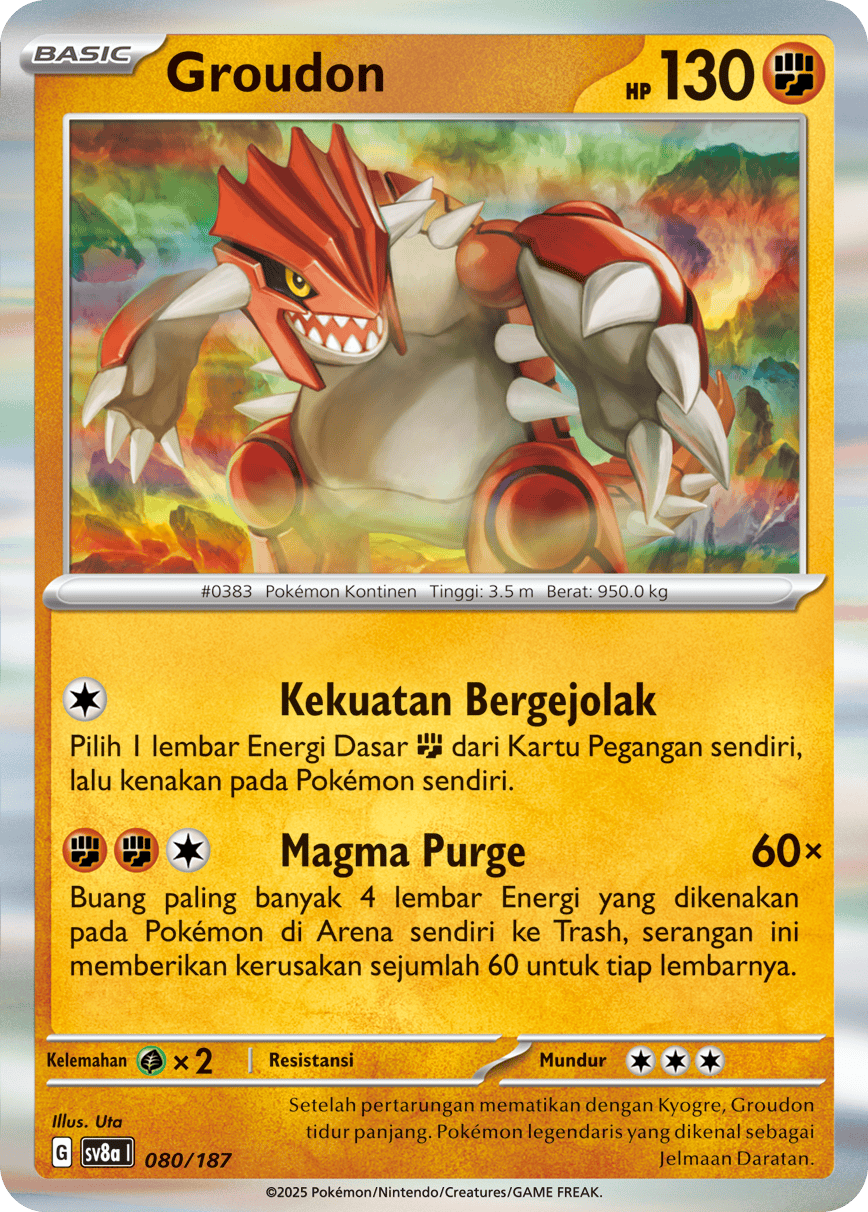 BASIC
Groudon
HP 130
#0383 Pokémon Kontinen Tinggi: 3.5 m Berat: 950.0 kg
Kekuatan Bergejolak
Pilih 1 lembar Energi Dasar dari Kartu Pegangan sendiri,
lalu kenakan pada Pokémon sendiri.
Magma Purge 60×
Buang paling banyak 4 lembar Energi yang dikenakan
pada Pokémon di Arena sendiri ke Trash, serangan ini
memberikan kerusakan sejumlah 60 untuk tiap lembarnya.
Kelemahan ×2 Resistansi Mundur
Setelah pertarungan mematikan dengan Kyogre, Groudon
tidur panjang. Pokémon legendaris yang dikenal sebagai
Jelmaan Daratan.
Illus. Uta
G sv8a I 080/187
©2025 Pokémon/Nintendo/Creatures/GAME FREAK.